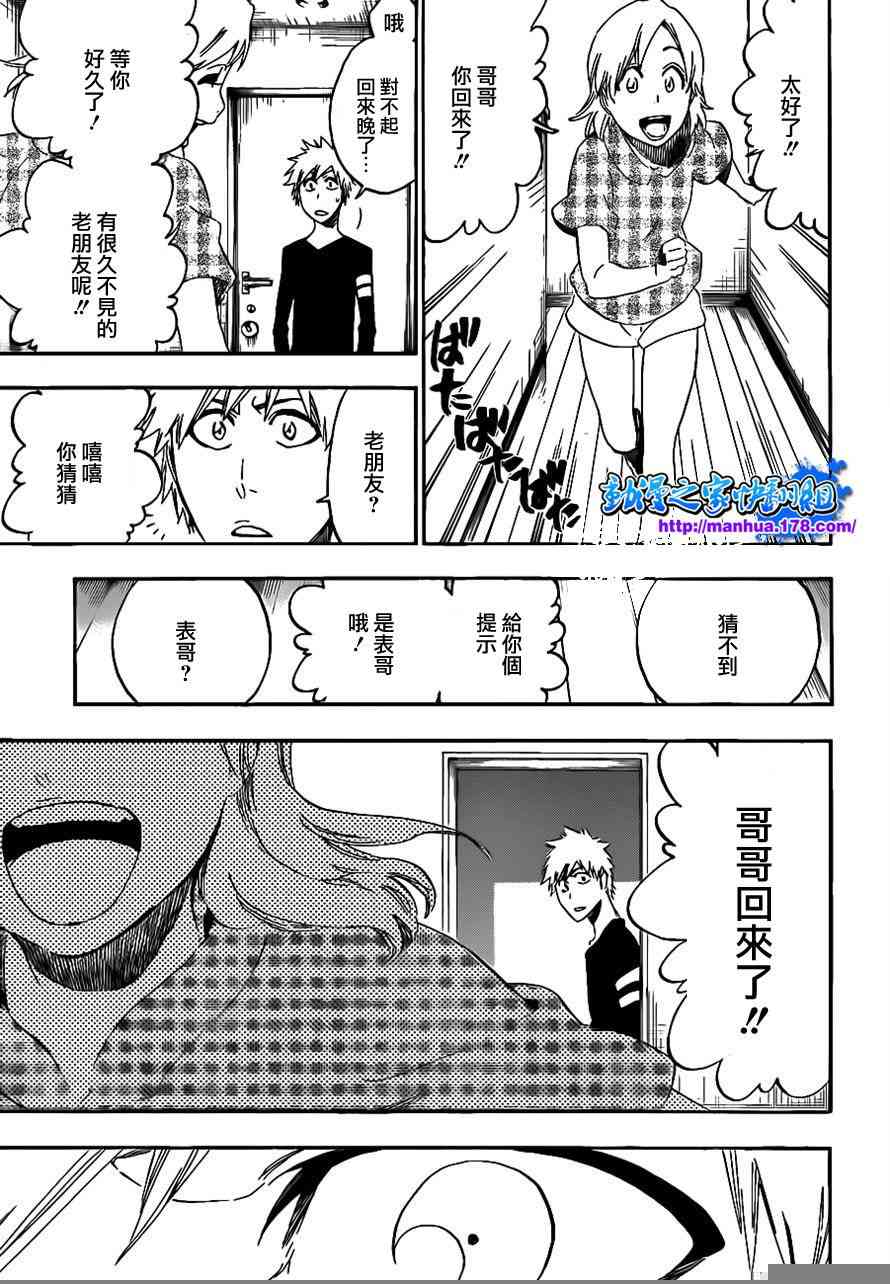 太好了!!
哥哥
你回來了!!
ばたた
ばたたば
哦
對不起
回來晚了…
等你
好久了!
有很久不見的
老朋友呢!!
動漫之家
http://manhua.178.com/
老朋友?
嘻嘻
你猜猜
猜不到
給你個
提示
是表哥
哦!
表哥?
哥哥回來了!!